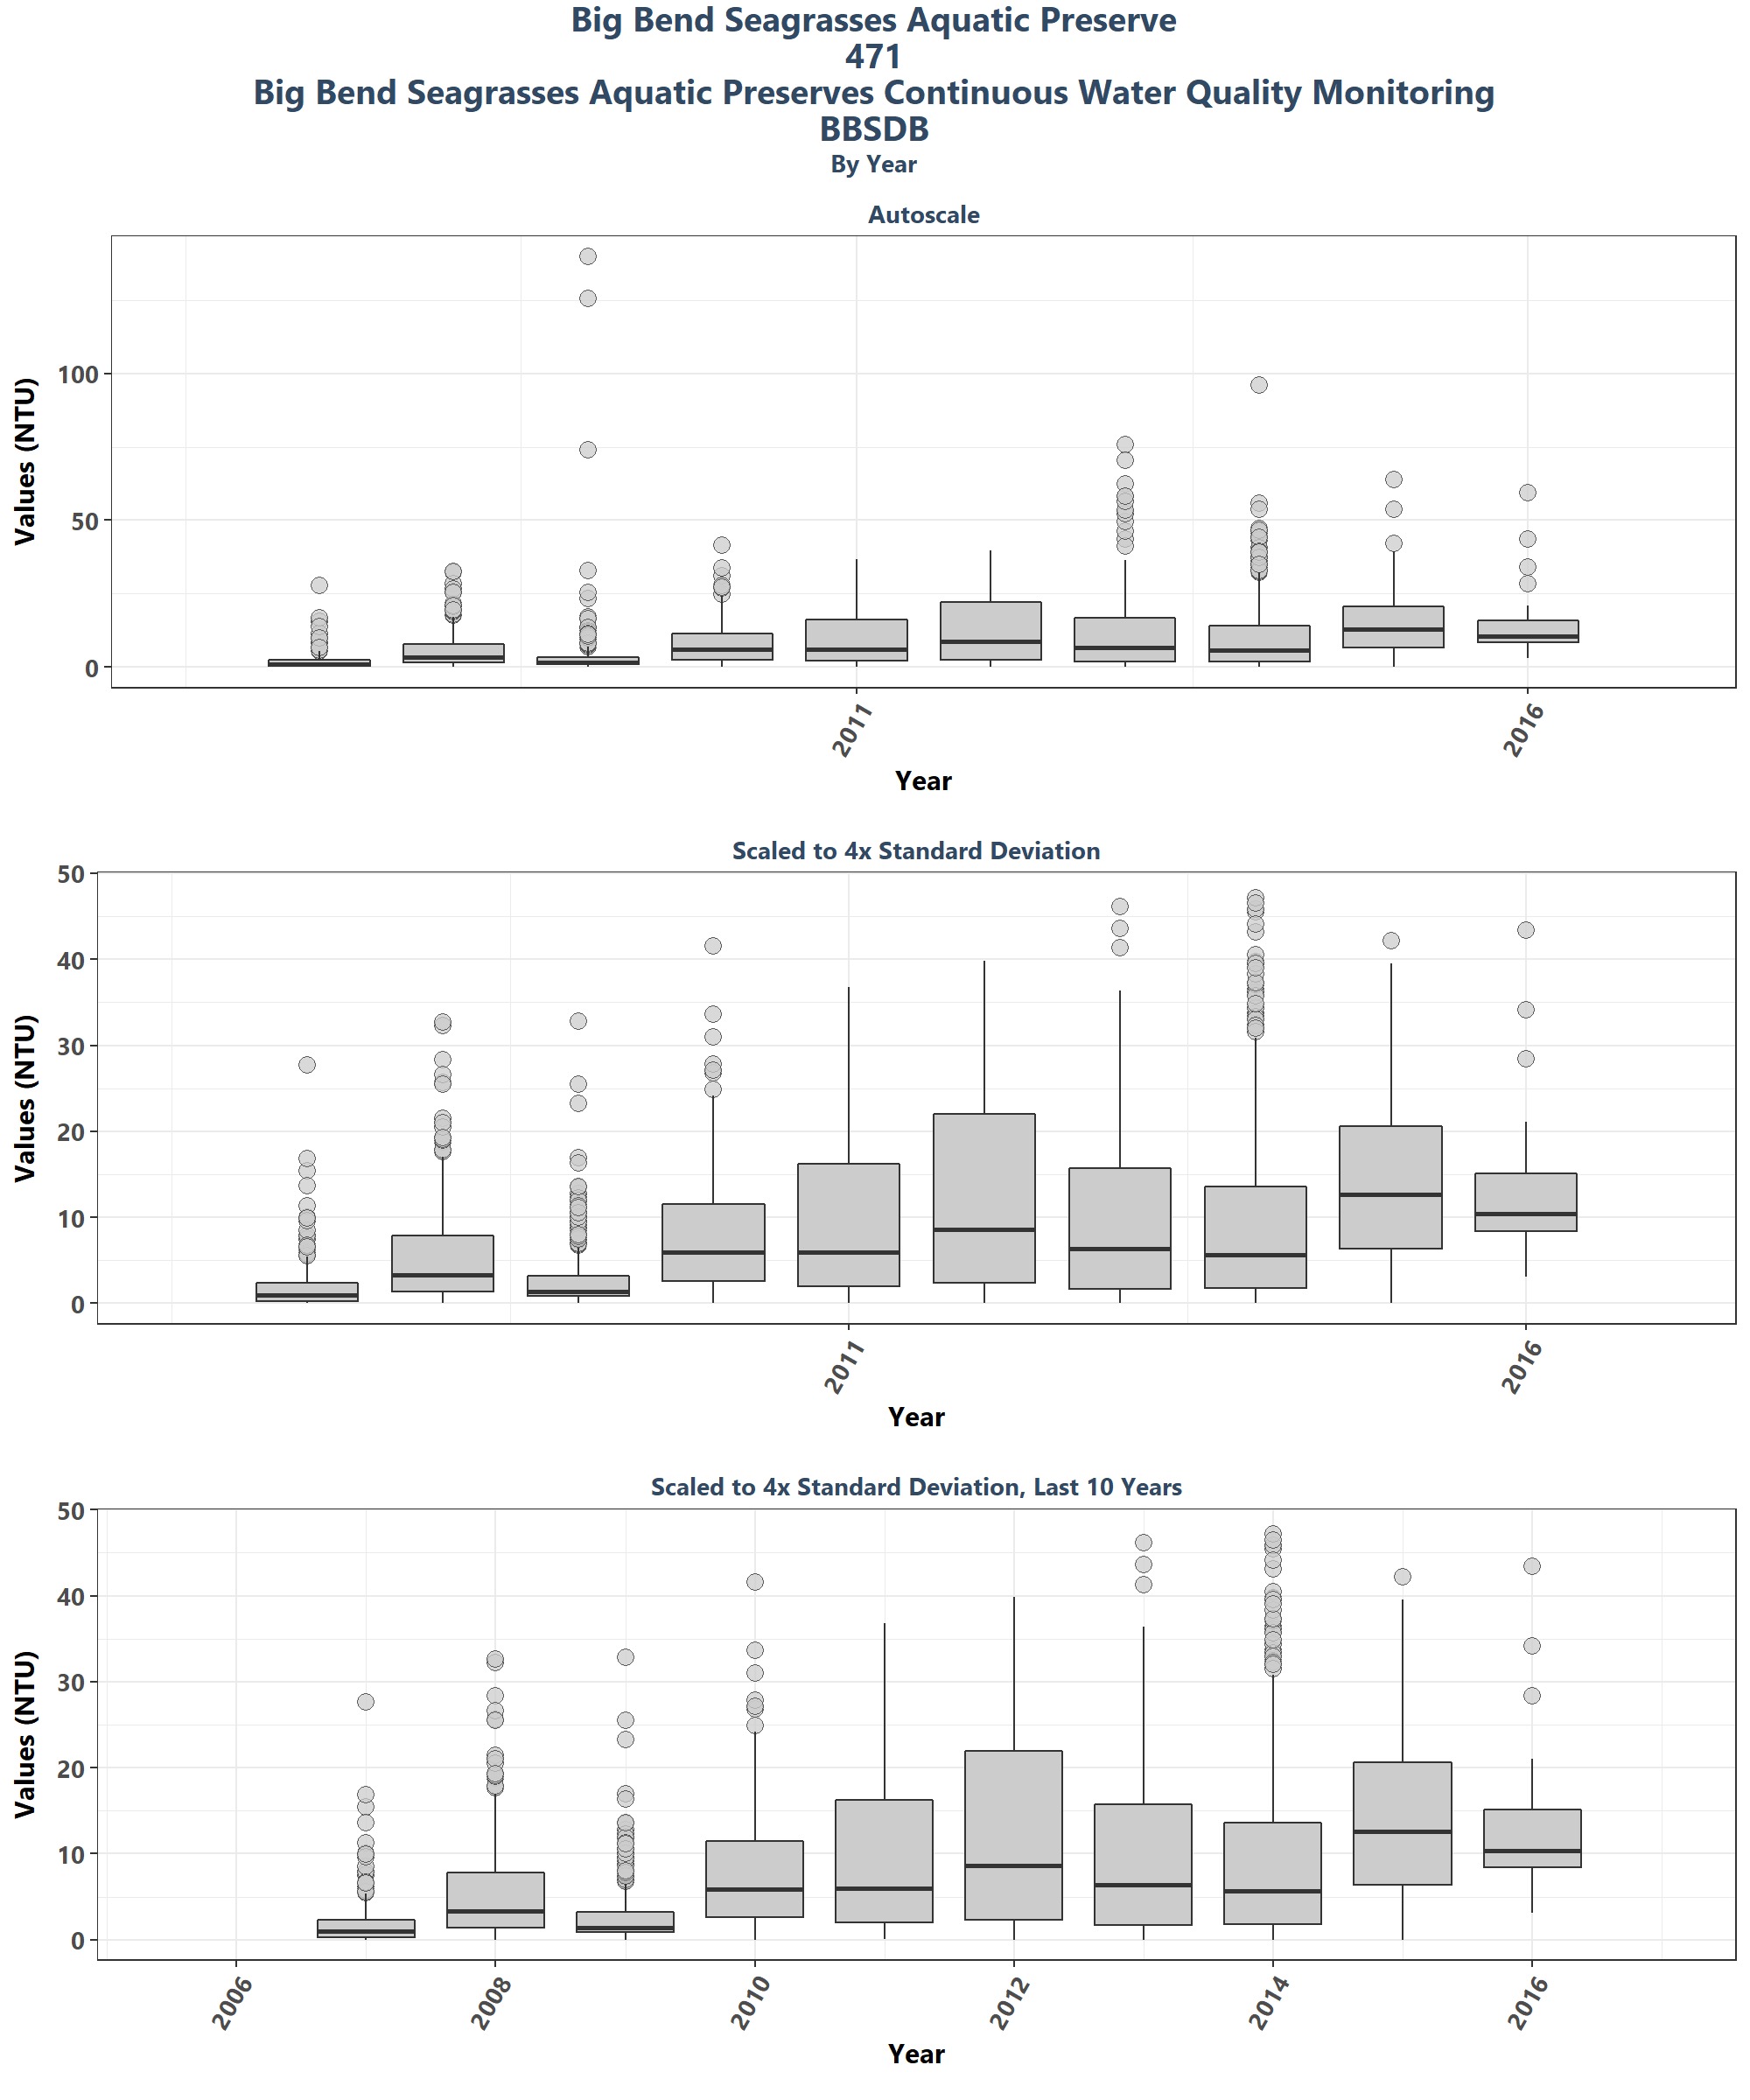 Big Bend Seagrasses Aquatic Preserve
471
Big Bend Seagrasses Aquatic Preserves Continuous Water Quality Monitoring
BBSDB
By Year
Autoscale
Values (NTU)
100
50
0
2011
2016
Year
Scaled to 4x Standard Deviation
Values (NTU)
50
40
30
20
10
0
2011
2016
Year
Scaled to 4x Standard Deviation, Last 10 Years
Values (NTU)
50
40
30
20
10
0
2006
2008
2010
2012
2014
2016
Year